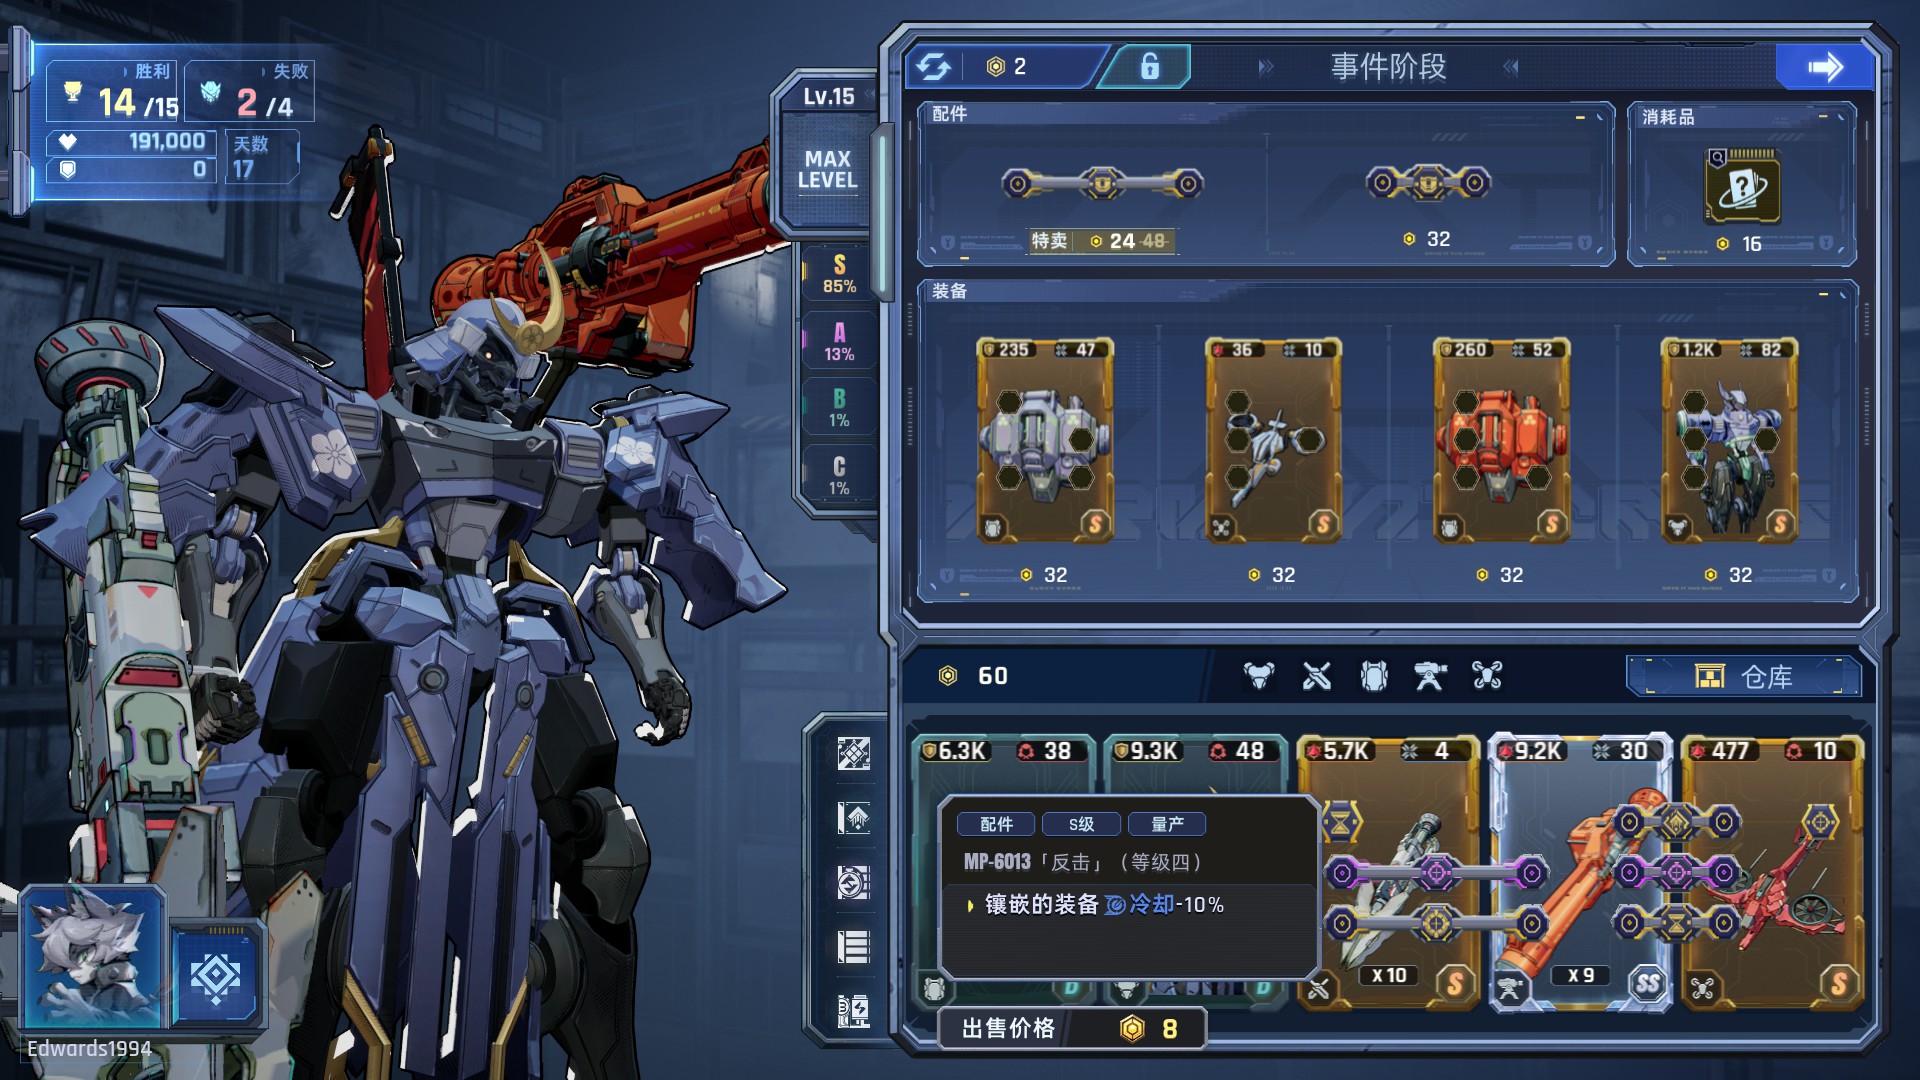 胜利
14 /15
失败
2 /4
191,000
0
天数
17
Lv.15
MAX
LEVEL
S
85%
A
13%
B
1%
C
1%
2
事件阶段
配件
特卖 24 48
32
消耗品
16
装备
235 47
S
32
36 10
S
32
260 52
S
32
1.2K 82
S
32
60
仓库
6.3K 38
D
9.3K 48
D
5.7K 4
x10
S
9.2K 30
x9
SS
477 10
S
配件
S级
量产
MP-6013「反击」（等级四）
镶嵌的装备冷却-10%
出售价格 8
Edwards1994